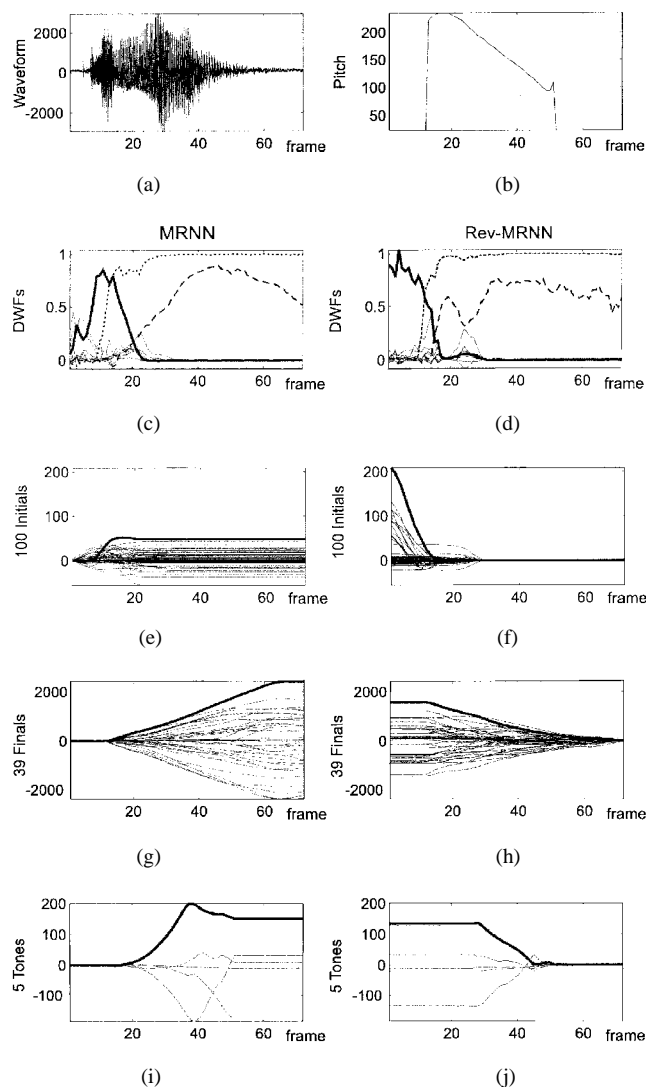 2000
0
-2000
Waveform
20 40 60 frame
(a)
200
150
100
50
Pitch
20 40 60 frame
(b)
MRNN
1
0.5
0
DWFs
20 40 60 frame
(c)
Rev-MRNN
1
0.5
0
DWFs
20 40 60 frame
(d)
200
100
0
100 Initials
20 40 60 frame
(e)
200
100
0
100 Initials
20 40 60 frame
(f)
2000
0
-2000
39 Finals
20 40 60 frame
(g)
2000
0
-2000
39 Finals
20 40 60 frame
(h)
200
100
0
-100
5 Tones
20 40 60 frame
(i)
200
100
0
-100
5 Tones
20 40 60 frame
(j)